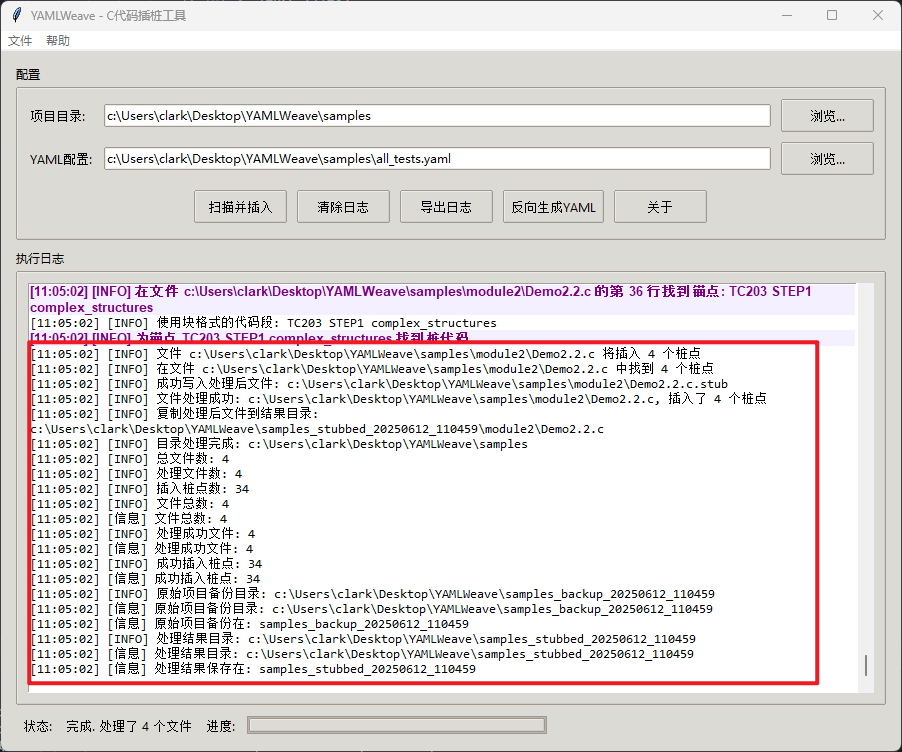 YAMLWeave - C代码插桩工具
文件 帮助
配置
项目目录: c:\Users\clark\Desktop\YAMLWeave\samples 浏览...
YAML配置: c:\Users\clark\Desktop\YAMLWeave\samples\all_tests.yaml 浏览...
扫描并插入 清除日志 导出日志 反向生成YAML 关于
执行日志
[11:05:02] [INFO] 在文件 c:\Users\clark\Desktop\YAMLWeave\samples\module2\Demo2.2.c 的第 36 行找到锚点: TC203 STEP1
complex_structures
[11:05:02] [INFO] 使用块格式的代码段: TC203 STEP1 complex_structures
[11:05:02] [INFO] 为锚点 TC203 STEP1 complex_structures 找到桩代码
[11:05:02] [INFO] 文件 c:\Users\clark\Desktop\YAMLWeave\samples\module2\Demo2.2.c 将插入 4 个桩点
[11:05:02] [INFO] 在文件 c:\Users\clark\Desktop\YAMLWeave\samples\module2\Demo2.2.c 中找到 4 个桩点
[11:05:02] [INFO] 成功写入处理后文件: c:\Users\clark\Desktop\YAMLWeave\samples\module2\Demo2.2.c.stub
[11:05:02] [INFO] 文件处理成功: c:\Users\clark\Desktop\YAMLWeave\samples\module2\Demo2.2.c, 插入了 4 个桩点
[11:05:02] [INFO] 复制处理后文件到结果目录:
c:\Users\clark\Desktop\YAMLWeave\samples_stubbed_20250612_110459\module2\Demo2.2.c
[11:05:02] [INFO] 目录处理完成: c:\Users\clark\Desktop\YAMLWeave\samples
[11:05:02] [INFO] 总文件数: 4
[11:05:02] [INFO] 处理文件数: 4
[11:05:02] [INFO] 插入桩点数: 34
[11:05:02] [INFO] 文件总数: 4
[11:05:02] [信息] 文件总数: 4
[11:05:02] [INFO] 处理成功文件: 4
[11:05:02] [信息] 处理成功文件: 4
[11:05:02] [INFO] 成功插入桩点: 34
[11:05:02] [信息] 成功插入桩点: 34
[11:05:02] [INFO] 原始项目备份目录: c:\Users\clark\Desktop\YAMLWeave\samples_backup_20250612_110459
[11:05:02] [信息] 原始项目备份目录: c:\Users\clark\Desktop\YAMLWeave\samples_backup_20250612_110459
[11:05:02] [信息] 原始项目备份在: samples_backup_20250612_110459
[11:05:02] [INFO] 处理结果目录: c:\Users\clark\Desktop\YAMLWeave\samples_stubbed_20250612_110459
[11:05:02] [信息] 处理结果目录: c:\Users\clark\Desktop\YAMLWeave\samples_stubbed_20250612_110459
[11:05:02] [信息] 处理结果保存在: samples_stubbed_20250612_110459
状态: 完成. 处理了 4 个文件 进度: